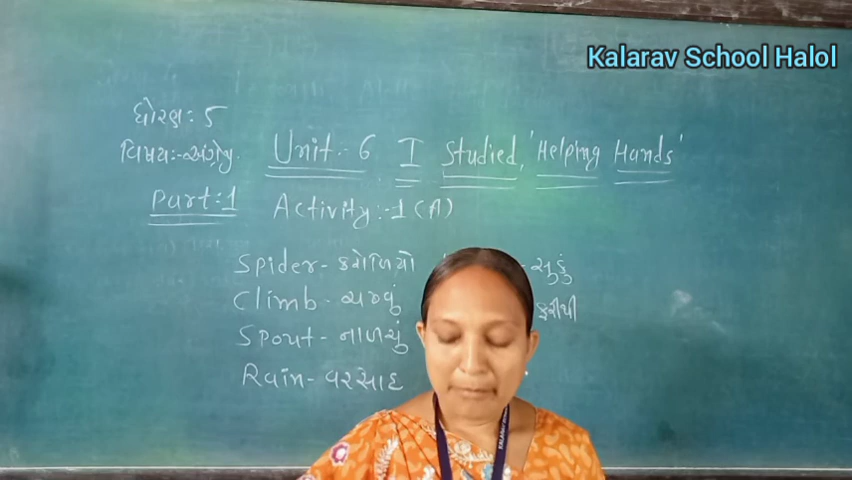 Kalarav School Halol
ધોરણ: 5
વિષય:-અંગ્રેજી Unit.- 6 I Studied, 'Helping Hands'
Part:1 Activity:-1(A)
Spider - કરોળિયો - સુકું
Climb - ચઢવું ફરીથી
Spout - નાળચું
Rain - વરસાદ